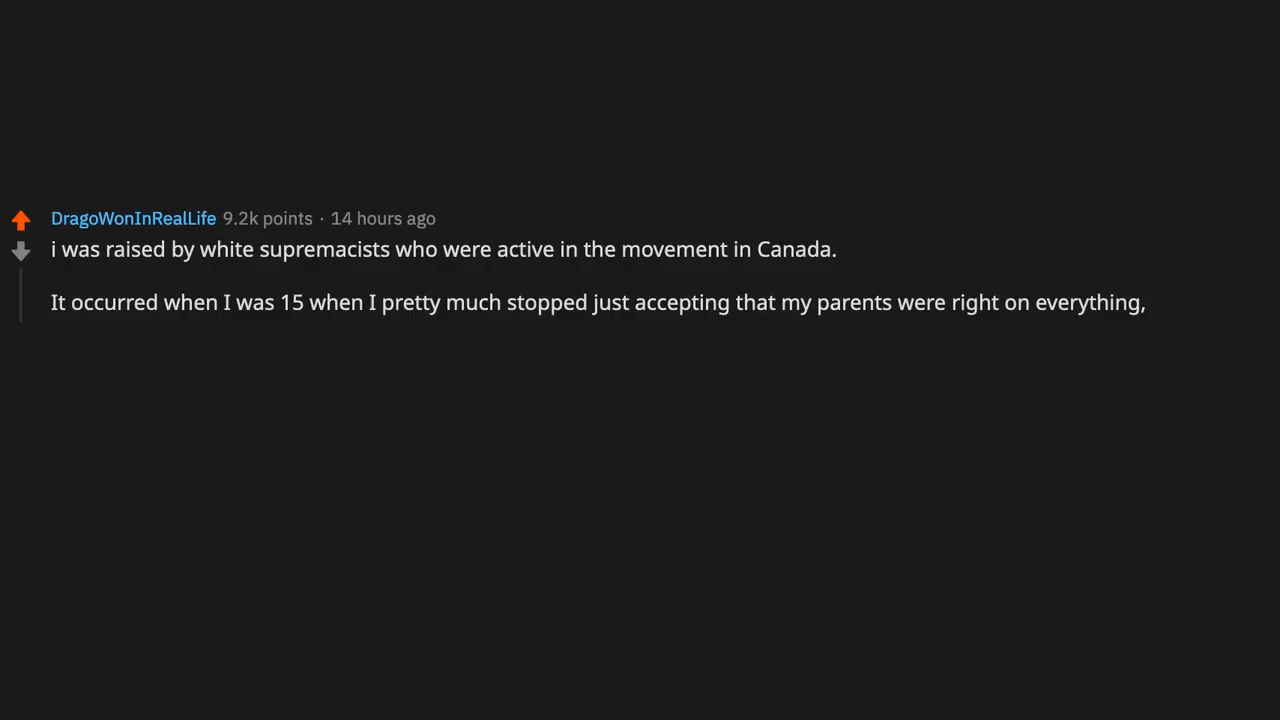 DragoWonInRealLife 9.2k points · 14 hours ago
i was raised by white supremacists who were active in the movement in Canada.
It occurred when I was 15 when I pretty much stopped just accepting that my parents were right on everything,